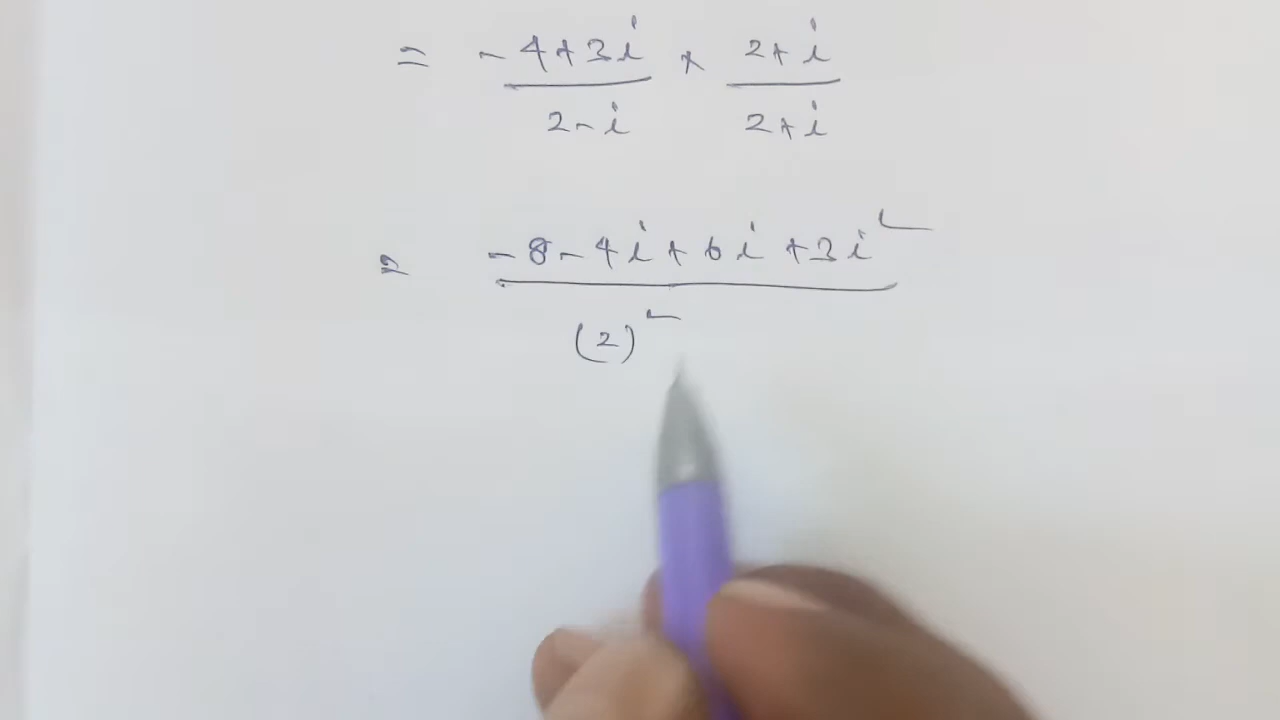 = -4+3i / 2-i × 2+i / 2+i
= -8-4i+6i+3i² / (2)²